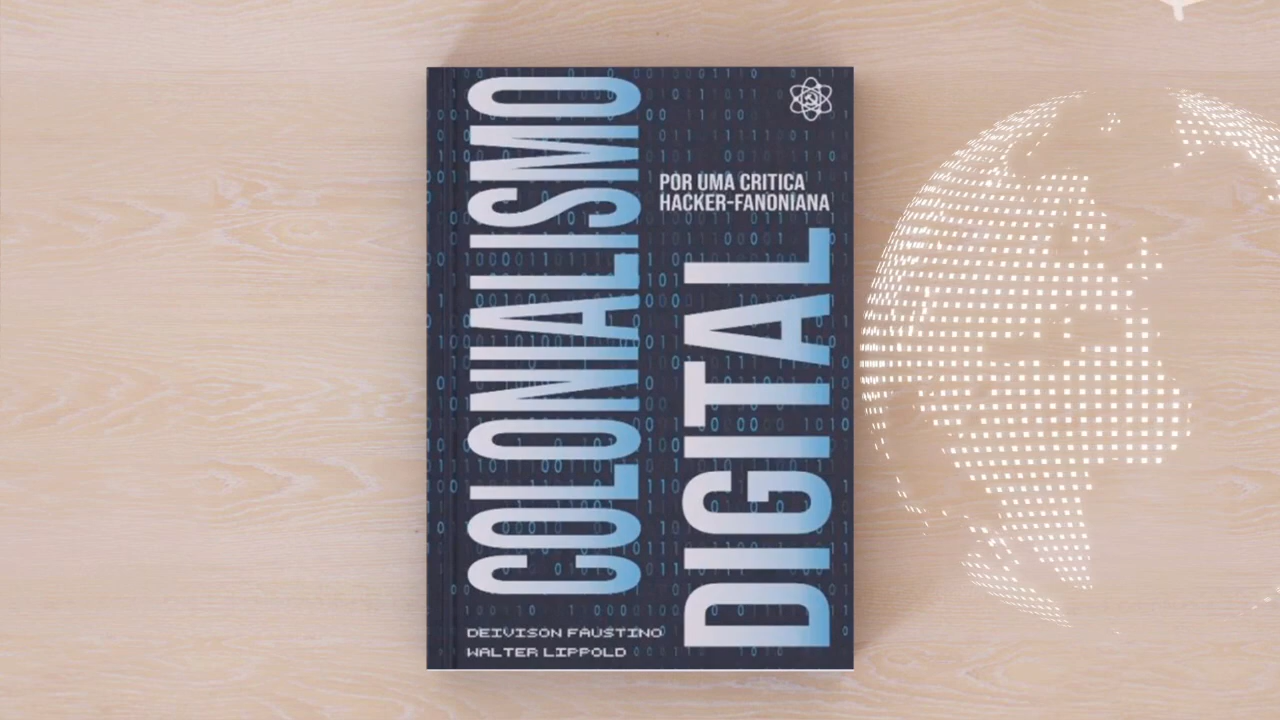 COLONIALISMO
DIGITAL
POR UMA CRITICA
HACKER-FANONIANA
DEIVISON FAUSTINO
WALTER LIPPOLD